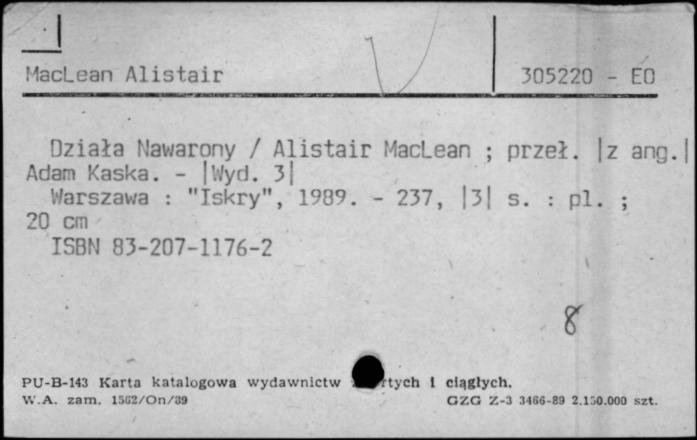 MacLean Alistair 305220 - EO
Działa Nawarony / Alistair MacLean ; przeł. |z ang.|
Adam Kaska. - |Wyd. 3|
Warszawa : "Iskry", 1989. - 237, |3| s. : pl. ;
20 cm
ISBN 83-207-1176-2
8
PU-B-143 Karta katalogowa wydawnictw i ciągłych.
W.A. zam. 1562/On/89 GZG Z-3 3466-89 2.150.000 szt.